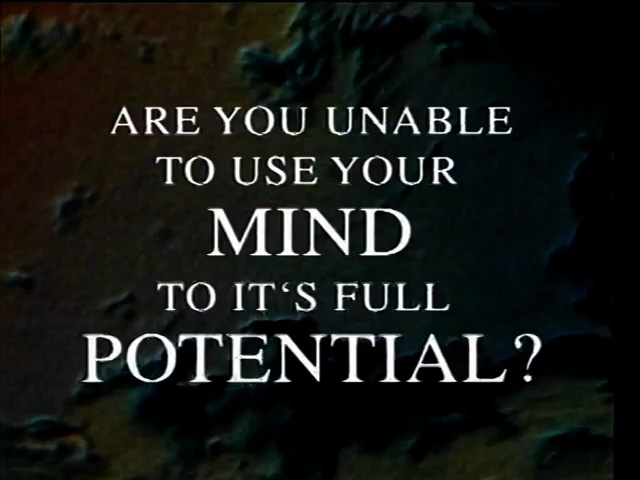 ARE YOU UNABLE
TO USE YOUR
MIND
TO IT‘S FULL
POTENTIAL?